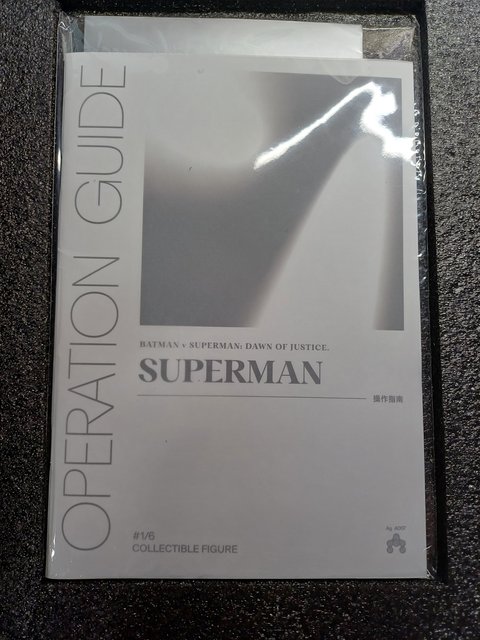 OPERATION GUIDE
BATMAN v SUPERMAN: DAWN OF JUSTICE.
SUPERMAN
操作指南
#1/6
COLLECTIBLE FIGURE